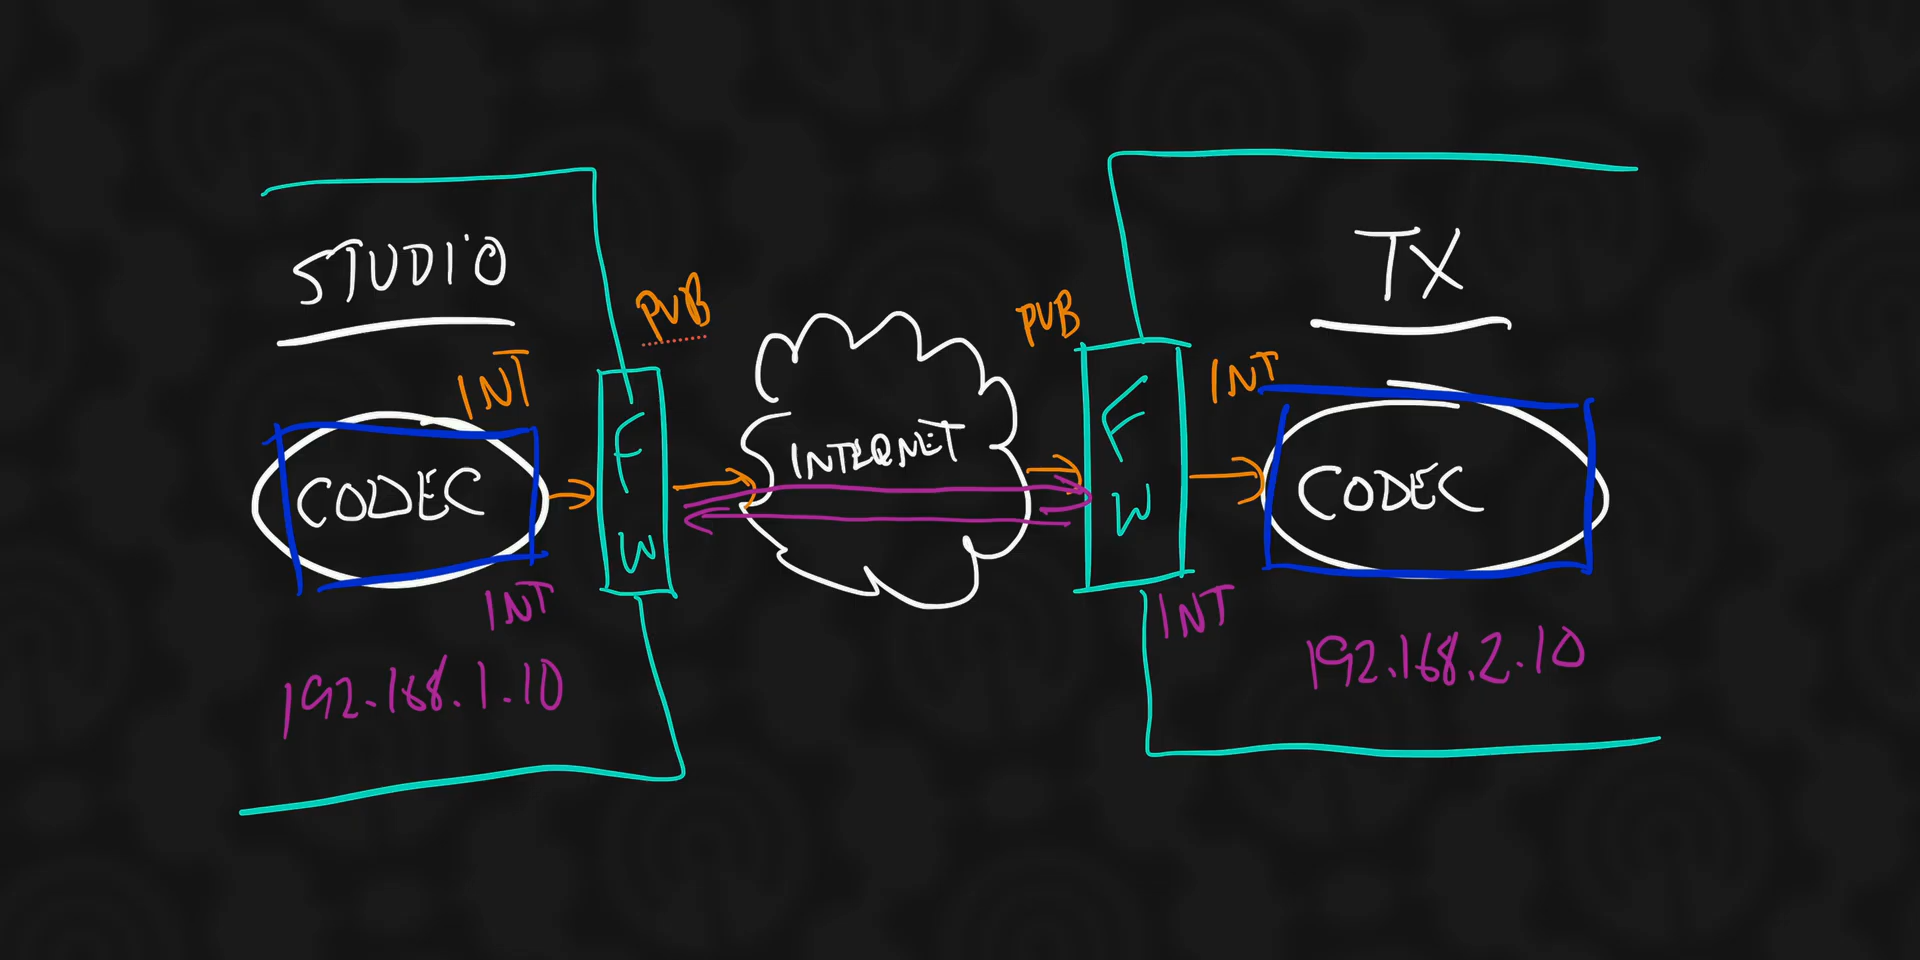 STUDIO
TX
PUB
PUB
INT
INT
CODEC
F
W
INTERNET
F
W
CODEC
INT
INT
192.168.1.10
192.168.2.10